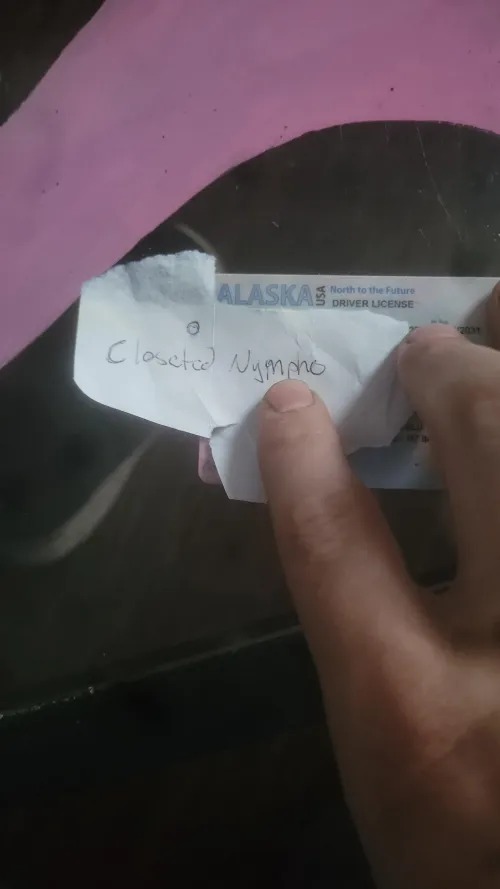 ALASKA USA North to the Future
DRIVER LICENSE
Closeted Nympho